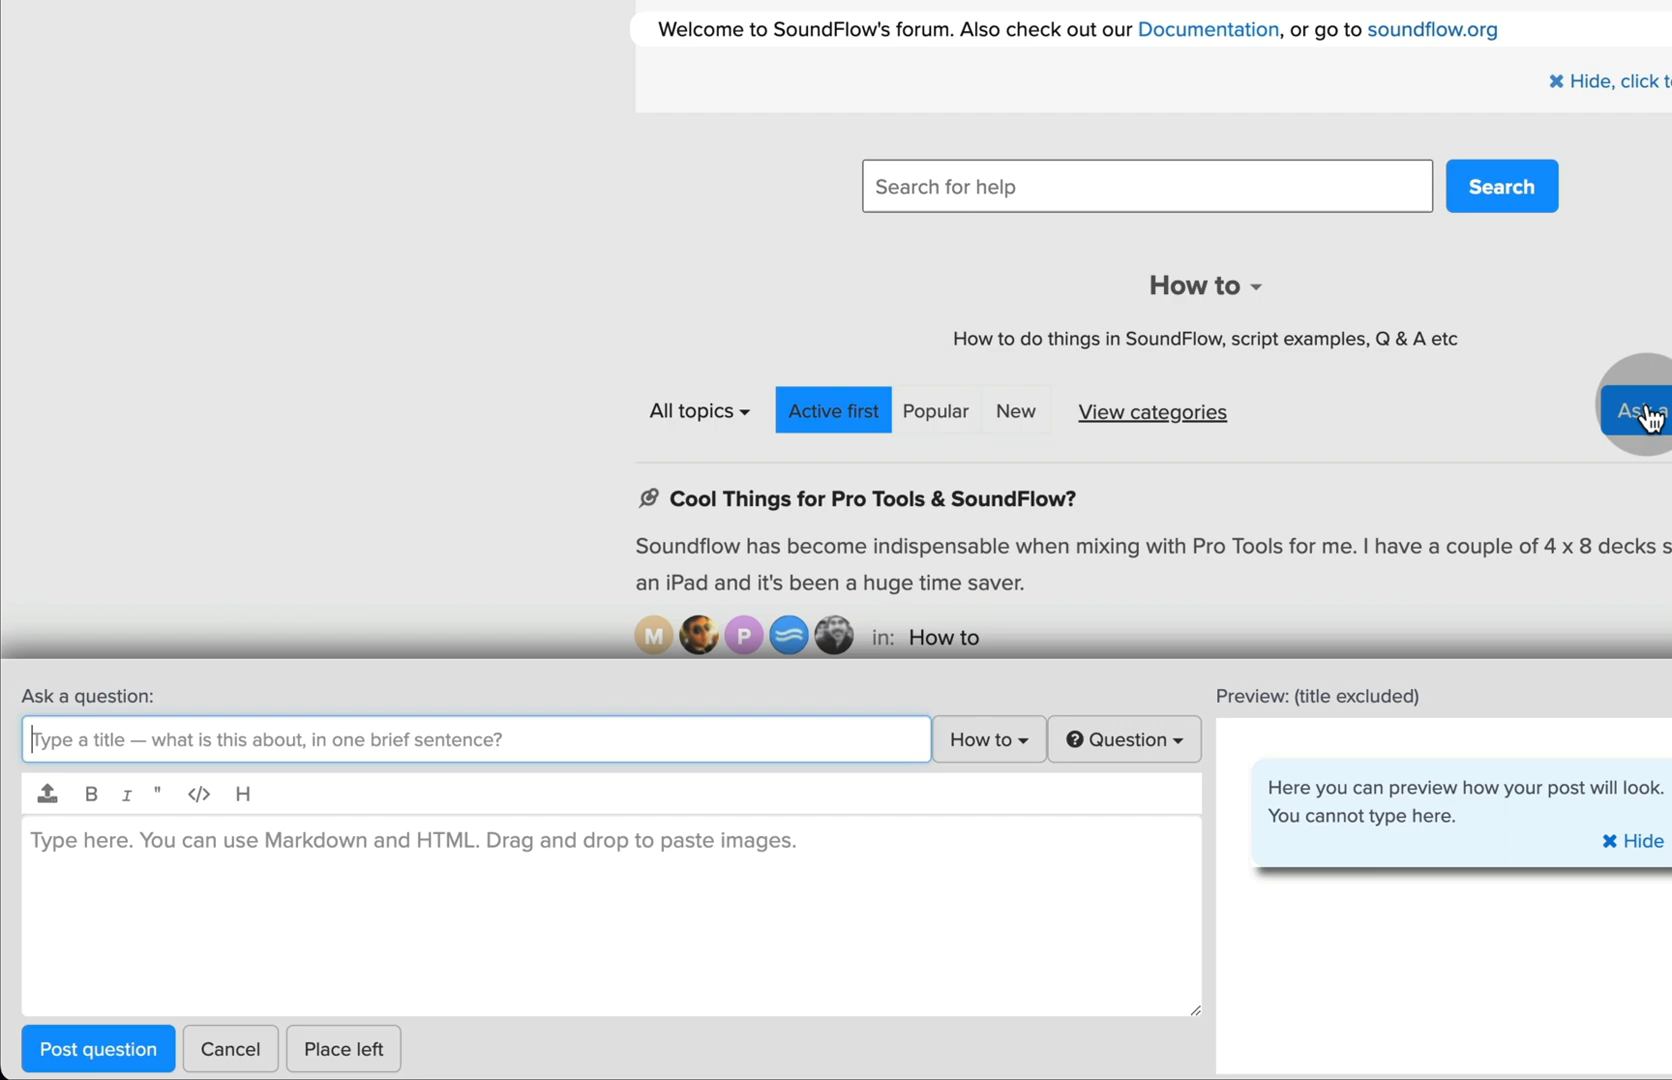 Welcome to SoundFlow's forum. Also check out our Documentation, or go to soundflow.org
Hide, click
Search for help
Search
How to
How to do things in SoundFlow, script examples, Q & A etc
All topics
Active first
Popular
New
View categories
Cool Things for Pro Tools & SoundFlow?
Soundflow has become indispensable when mixing with Pro Tools for me. I have a couple of 4 x 8 decks
an iPad and it's been a huge time saver.
M
P
in: How to
Ask a question:
Type a title — what is this about, in one brief sentence?
How to
Question
B I " </> H
Type here. You can use Markdown and HTML. Drag and drop to paste images.
Post question
Cancel
Place left
Preview: (title excluded)
Here you can preview how your post will look.
You cannot type here.
Hide